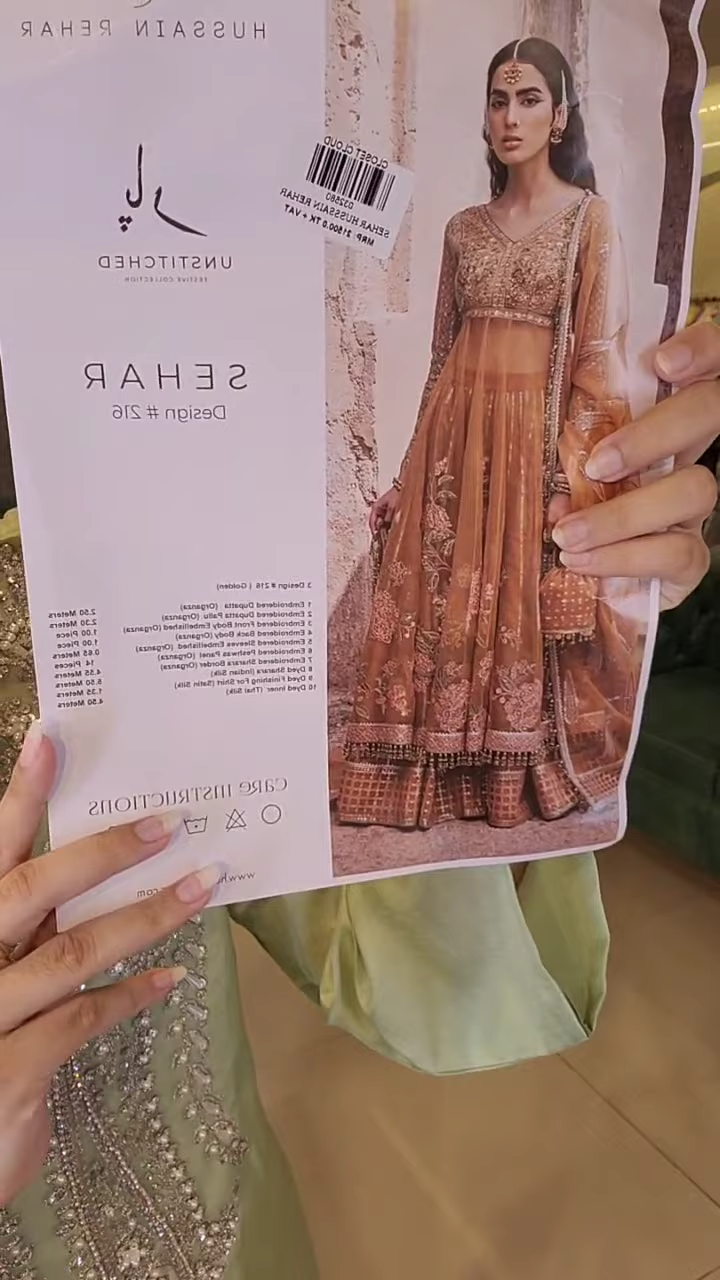 HUSSAIN REHAR
UNSTITCHED
FESTIVE COLLECTION
SEHAR
Design # 216
CLOSET CLOUD
032580
SEHAR HUSSSAIN REHAR
MRP 21500.0 TK + VAT
3 Design # 216 | Golden)
1 Embroidered Dupatta (Organza) 2.50 Meters
2 Embroidered Dupatta Pallu (Organza) 2.30 Meters
3 Embroidered Front Body Embellished (Organza) 1.00 Piece
4 Embroidered Back Body (Organza) 1.00 Piece
5 Embroidered Sleeves Embellished (Organza) 0.65 Meters
6 Embroidered Peshwas Panel (Organza) 14 Pieces
7 Embroidered Sharara Border (Organza) 4.55 Meters
8 Dyed Sharara (Indian Silk) 5.50 Meters
9 Dyed Finishing For Shirt (Satin Silk) 1.35 Meters
10 Dyed Inner (Thai Silk) 4.50 Meters
care instructions